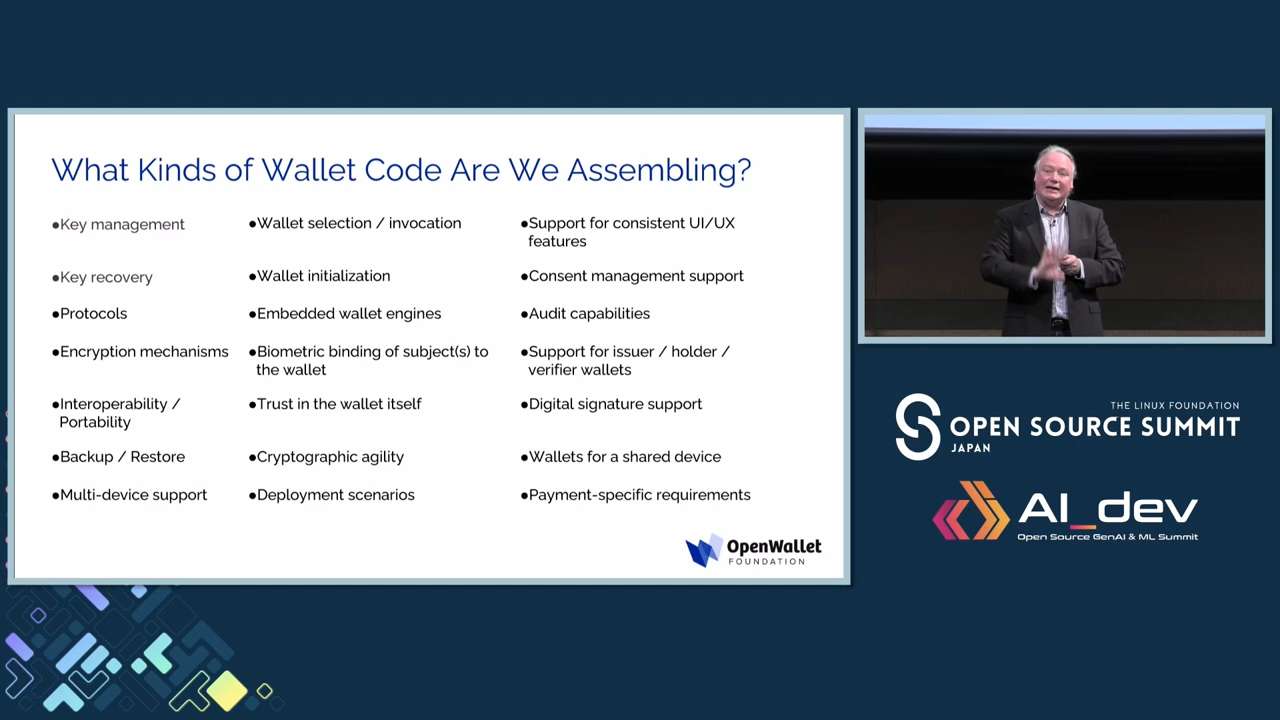 What Kinds of Wallet Code Are We Assembling?
●Key management
●Key recovery
●Protocols
●Encryption mechanisms
●Interoperability /
Portability
●Backup / Restore
●Multi-device support
●Wallet selection / invocation
●Wallet initialization
●Embedded wallet engines
●Biometric binding of subject(s) to
the wallet
●Trust in the wallet itself
●Cryptographic agility
●Deployment scenarios
●Support for consistent UI/UX
features
●Consent management support
●Audit capabilities
●Support for issuer / holder /
verifier wallets
●Digital signature support
●Wallets for a shared device
●Payment-specific requirements
OpenWallet
FOUNDATION
THE LINUX FOUNDATION
OPEN SOURCE SUMMIT
JAPAN
AI_dev
Open Source GenAI & ML Summit